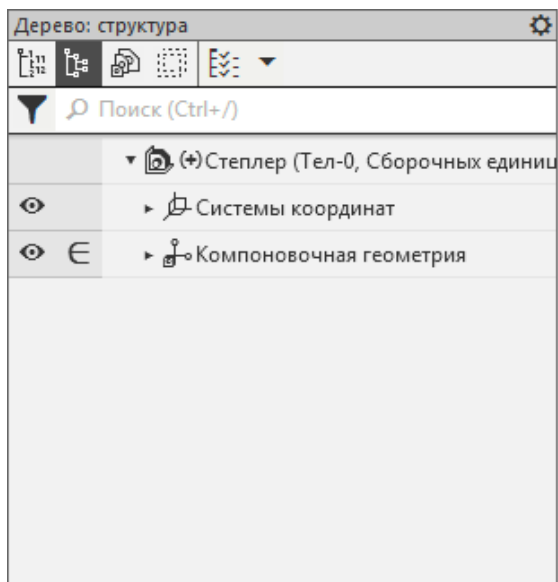 Дерево: структура
Поиск (Ctrl+/)
(+)Степлер (Тел-0, Сборочных единиц
Системы координат
Компоновочная геометрия